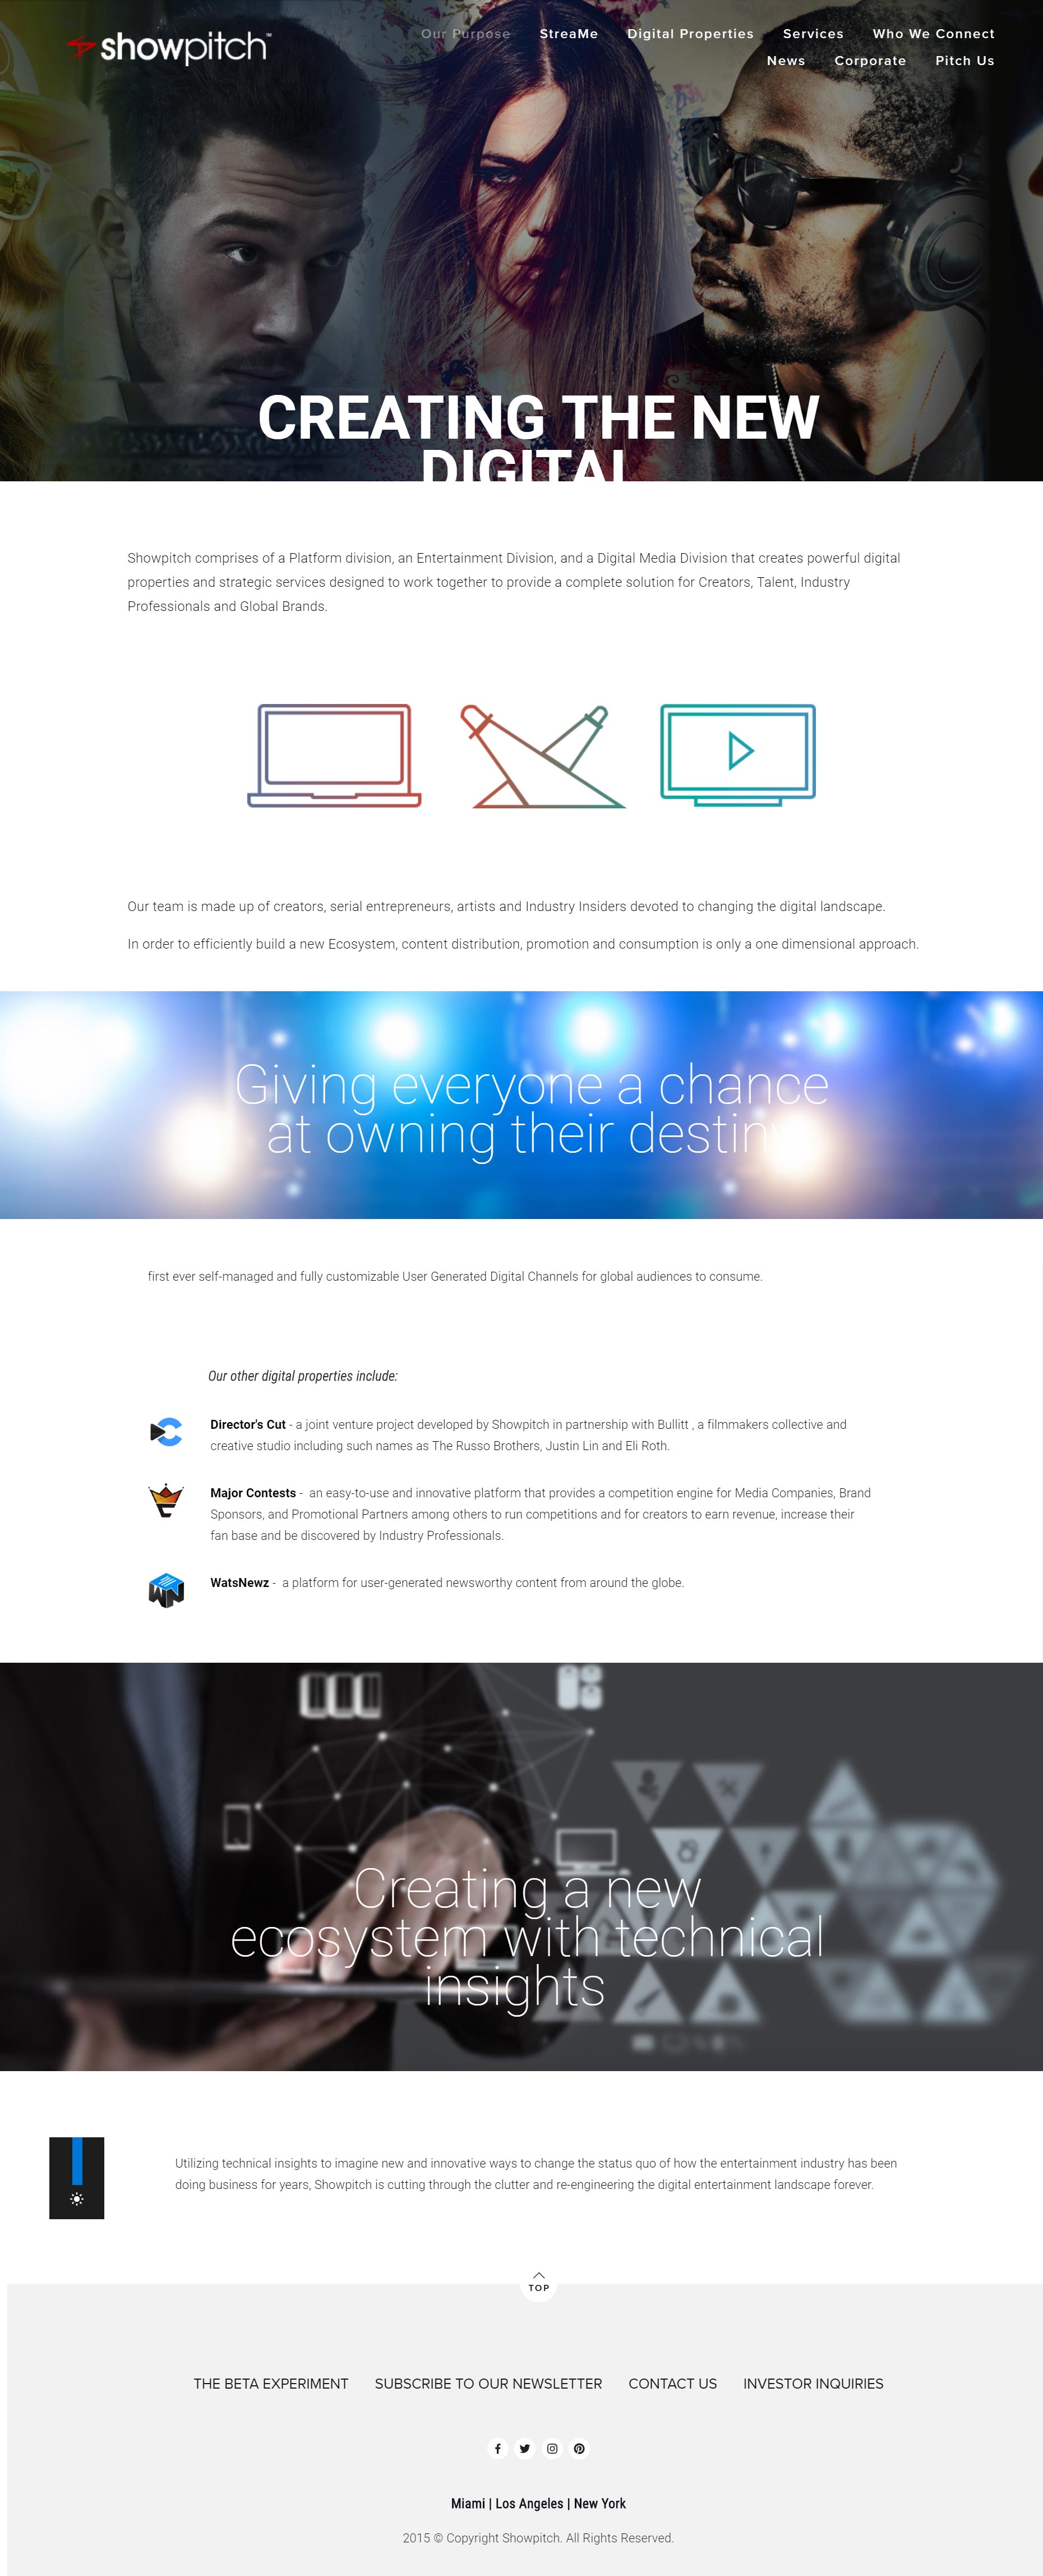 showpitch™
Our Purpose StreaMe Digital Properties Services Who We Connect
News Corporate Pitch Us
CREATING THE NEW
DIGITAL
Showpitch comprises of a Platform division, an Entertainment Division, and a Digital Media Division that creates powerful digital
properties and strategic services designed to work together to provide a complete solution for Creators, Talent, Industry
Professionals and Global Brands.
Our team is made up of creators, serial entrepreneurs, artists and Industry Insiders devoted to changing the digital landscape.
In order to efficiently build a new Ecosystem, content distribution, promotion and consumption is only a one dimensional approach.
Giving everyone a chance
at owning their destiny
first ever self-managed and fully customizable User Generated Digital Channels for global audiences to consume.
Our other digital properties include:
Director's Cut - a joint venture project developed by Showpitch in partnership with Bullitt , a filmmakers collective and
creative studio including such names as The Russo Brothers, Justin Lin and Eli Roth.
Major Contests - an easy-to-use and innovative platform that provides a competition engine for Media Companies, Brand
Sponsors, and Promotional Partners among others to run competitions and for creators to earn revenue, increase their
fan base and be discovered by Industry Professionals.
WatsNewz - a platform for user-generated newsworthy content from around the globe.
Creating a new
ecosystem with technical
insights
Utilizing technical insights to imagine new and innovative ways to change the status quo of how the entertainment industry has been
doing business for years, Showpitch is cutting through the clutter and re-engineering the digital entertainment landscape forever.
TOP
THE BETA EXPERIMENT SUBSCRIBE TO OUR NEWSLETTER CONTACT US INVESTOR INQUIRIES
Miami | Los Angeles | New York
2015 © Copyright Showpitch. All Rights Reserved.